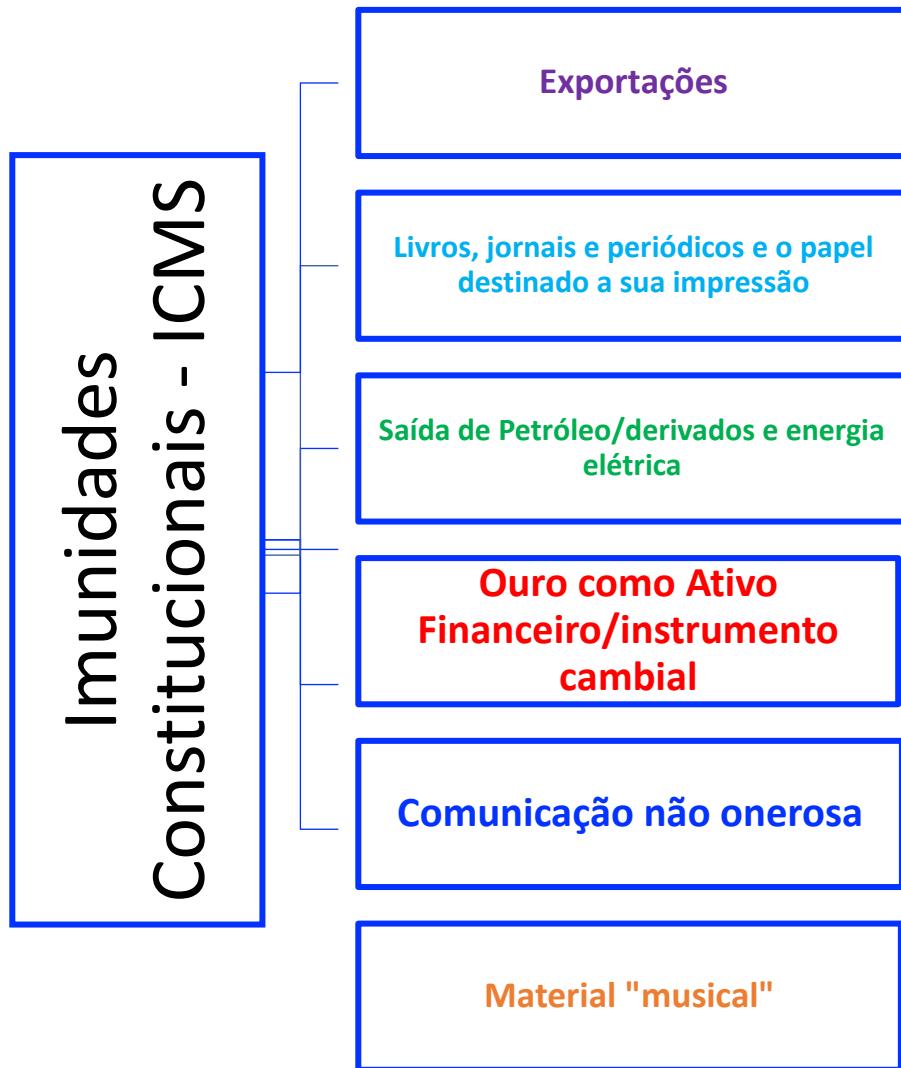 Imunidades
Constitucionais - ICMS
Exportações
Livros, jornais e periódicos e o papel
destinado a sua impressão
Saída de Petróleo/derivados e energia
elétrica
Ouro como Ativo
Financeiro/instrumento
cambial
Comunicação não onerosa
Material "musical"